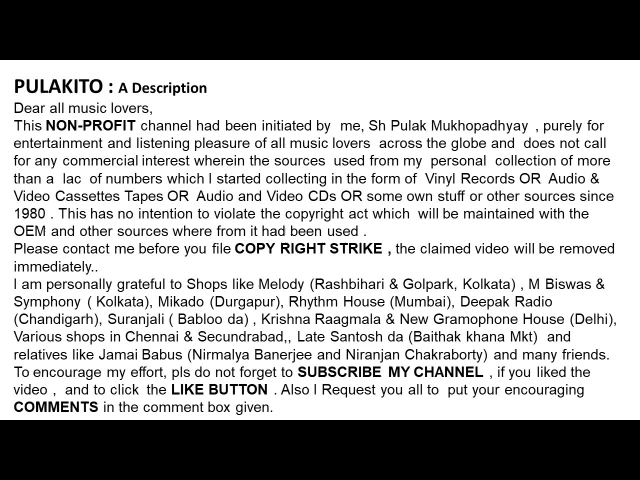 PULAKITO : A Description
Dear all music lovers,
This NON-PROFIT channel had been initiated by me, Sh Pulak Mukhopadhyay , purely for
entertainment and listening pleasure of all music lovers across the globe and does not call
for any commercial interest wherein the sources used from my personal collection of more
than a lac of numbers which I started collecting in the form of Vinyl Records OR Audio &
Video Cassettes Tapes OR Audio and Video CDs OR some own stuff or other sources since
1980 . This has no intention to violate the copyright act which will be maintained with the
OEM and other sources where from it had been used .
Please contact me before you file COPY RIGHT STRIKE , the claimed video will be removed
immediately..
I am personally grateful to Shops like Melody (Rashbihari & Golpark, Kolkata) , M Biswas &
Symphony ( Kolkata), Mikado (Durgapur), Rhythm House (Mumbai), Deepak Radio
(Chandigarh), Suranjali ( Babloo da) , Krishna Raagmala & New Gramophone House (Delhi),
Various shops in Chennai & Secundrabad,, Late Santosh da (Baithak khana Mkt) and
relatives like Jamai Babus (Nirmalya Banerjee and Niranjan Chakraborty) and many friends.
To encourage my effort, pls do not forget to SUBSCRIBE MY CHANNEL , if you liked the
video , and to click the LIKE BUTTON . Also I Request you all to put your encouraging
COMMENTS in the comment box given.